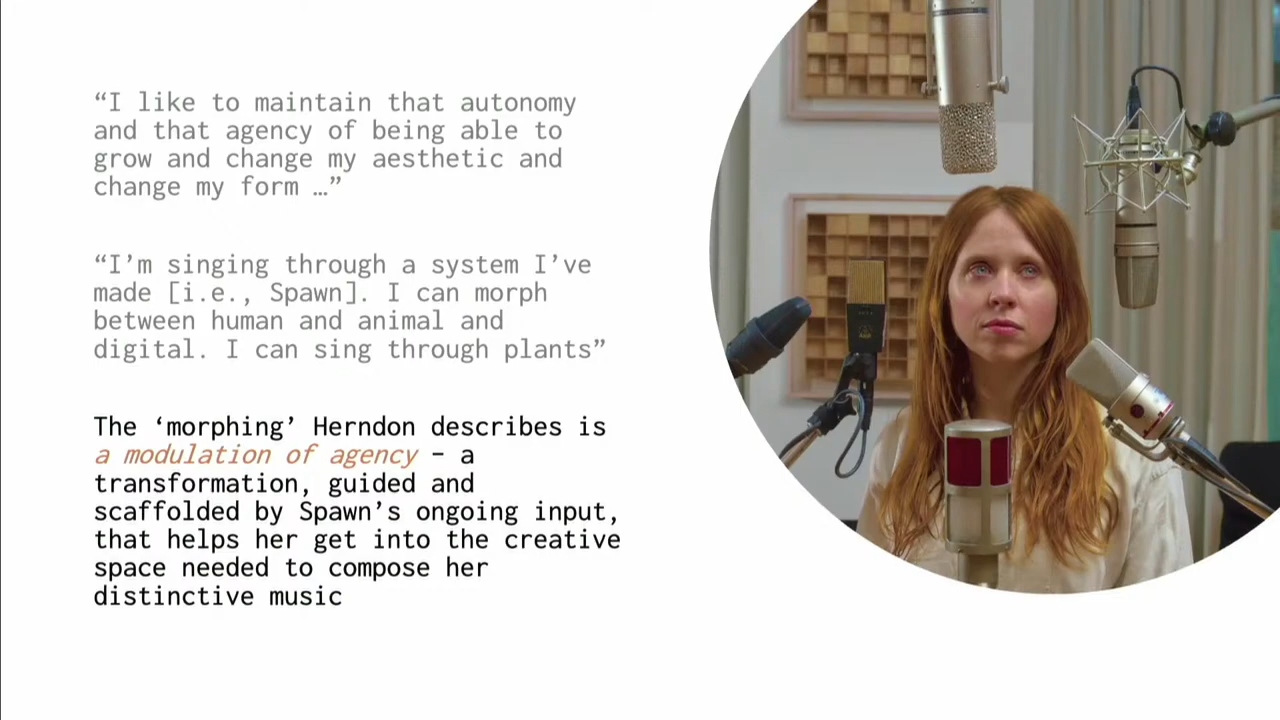 “I like to maintain that autonomy
and that agency of being able to
grow and change my aesthetic and
change my form …”
“I’m singing through a system I’ve
made [i.e., Spawn]. I can morph
between human and animal and
digital. I can sing through plants”
The ‘morphing’ Herndon describes is
a modulation of agency – a
transformation, guided and
scaffolded by Spawn’s ongoing input,
that helps her get into the creative
space needed to compose her
distinctive music